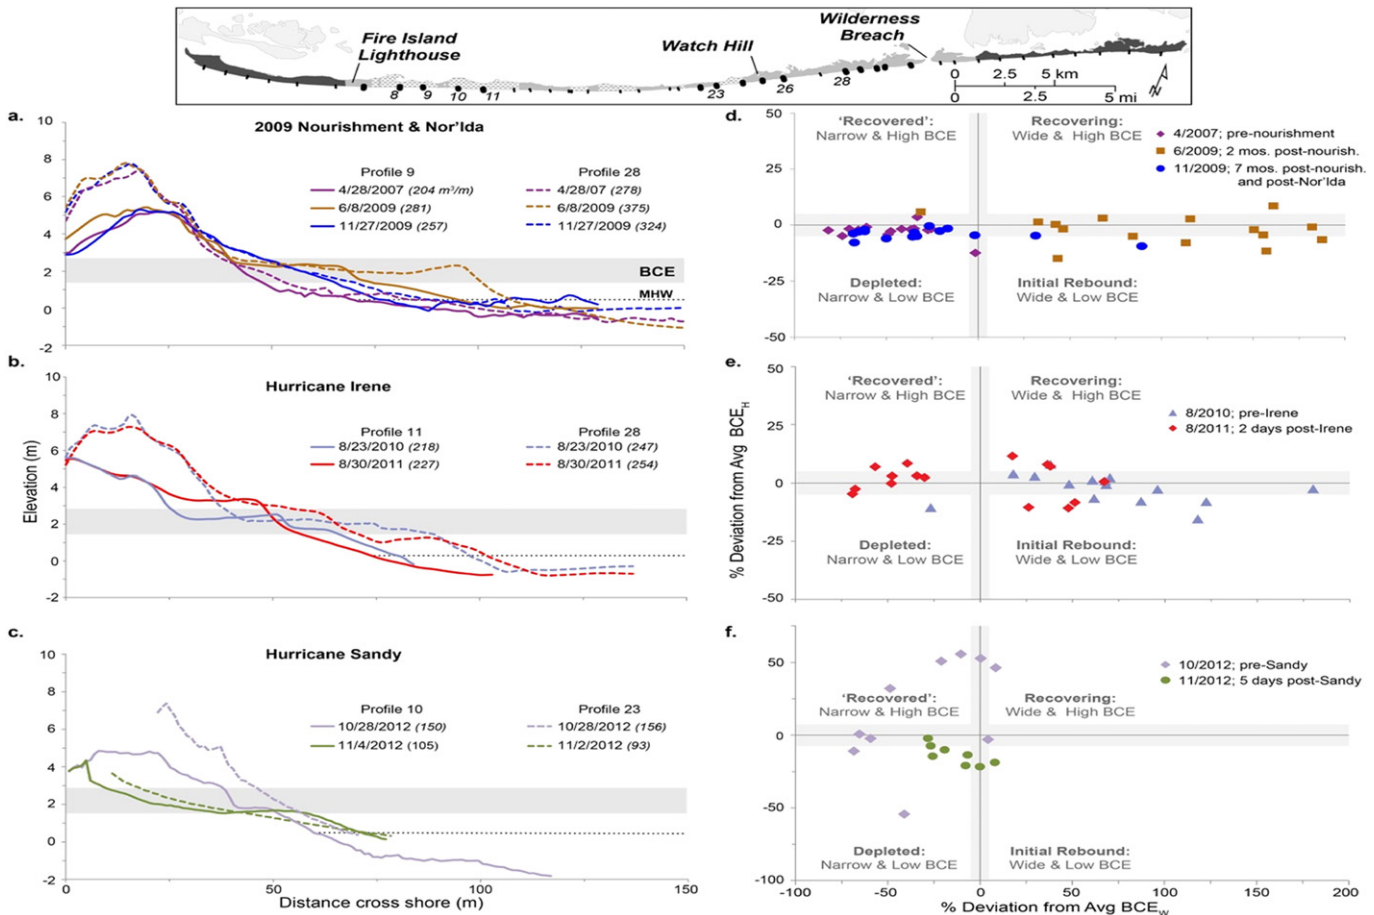 Fire Island
Lighthouse
Watch Hill
Wilderness
Breach
8
9
10
11
23
26
28
0 2.5 5 km
0 2.5 5 mi
N
a.
2009 Nourishment & Nor'Ida
Profile 9
4/28/2007 (204 m³/m)
6/8/2009 (281)
11/27/2009 (257)
Profile 28
4/28/07 (278)
6/8/2009 (375)
11/27/2009 (324)
BCE
MHW
10
8
6
4
2
0
-2
b.
Hurricane Irene
Profile 11
8/23/2010 (218)
8/30/2011 (227)
Profile 28
8/23/2010 (247)
8/30/2011 (254)
10
8
6
4
2
0
-2
Elevation (m)
c.
Hurricane Sandy
Profile 10
10/28/2012 (150)
11/4/2012 (105)
Profile 23
10/28/2012 (156)
11/2/2012 (93)
10
8
6
4
2
0
-2
0 50 100 150
Distance cross shore (m)
d.
'Recovered':
Narrow & High BCE
Recovering:
Wide & High BCE
4/2007; pre-nourishment
6/2009; 2 mos. post-nourish.
11/2009; 7 mos. post-nourish.
and post-Nor'Ida
Depleted:
Narrow & Low BCE
Initial Rebound:
Wide & Low BCE
50
25
0
-25
-50
e.
'Recovered':
Narrow & High BCE
Recovering:
Wide & High BCE
8/2010; pre-Irene
8/2011; 2 days post-Irene
Depleted:
Narrow & Low BCE
Initial Rebound:
Wide & Low BCE
50
25
0
-25
-50
% Deviation from Avg BCE_H
f.
10/2012; pre-Sandy
11/2012; 5 days post-Sandy
'Recovered':
Narrow & High BCE
Recovering:
Wide & High BCE
Depleted:
Narrow & Low BCE
Initial Rebound:
Wide & Low BCE
50
0
-50
-100
-100 -50 0 50 100 150 200
% Deviation from Avg BCE_W